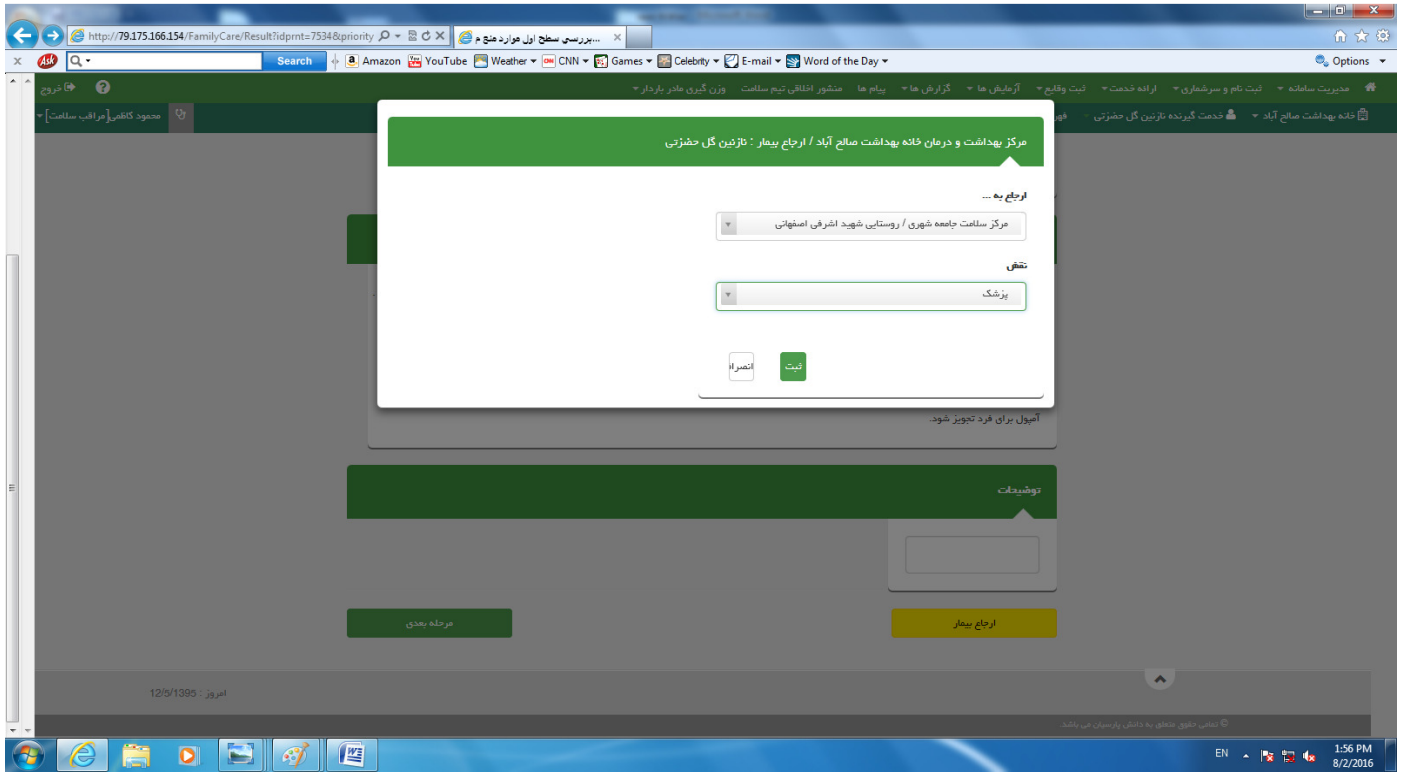 http://79.175.166.154/FamilyCare/Result?idprnt=7534&priority
...بررسی سطح اول موارد منع م
Ask
Search
Amazon YouTube Weather CNN Games Celebrity E-mail Word of the Day
Options
مدیریت سامانه ثبت نام و سرشماری ارائه خدمت ثبت وقایع آزمایش ها گزارش ها پیام ها منشور اخلاقی تیم سلامت وزن گیری مادر باردار
خروج
خانه بهداشت صالح آباد خدمت گیرنده نازنین گل حضرتی
محمود کاظمی[مراقب سلامت]
مرکز بهداشت و درمان خانه بهداشت صالح آباد / ارجاع بیمار : نازنین گل حضرتی
ارجاع به ...
مرکز سلامت جامعه شهری / روستایی شهید اشرفی اصفهانی
نقش
پزشک
ثبت
انصرا
آمپول برای فرد تجویز شود.
توضیحات
ارجاع بیمار
مرحله بعدی
امروز : 12/5/1395
© تمامی حقوق متعلق به دانش پارسیان می باشد.
EN
1:56 PM
8/2/2016